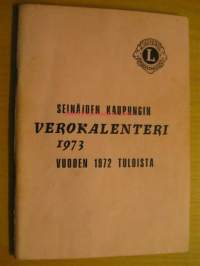 L
SEINÄJOEN KAUPUNGIN
VEROKALENTERI
1973
VUODEN 1972 TULOISTA